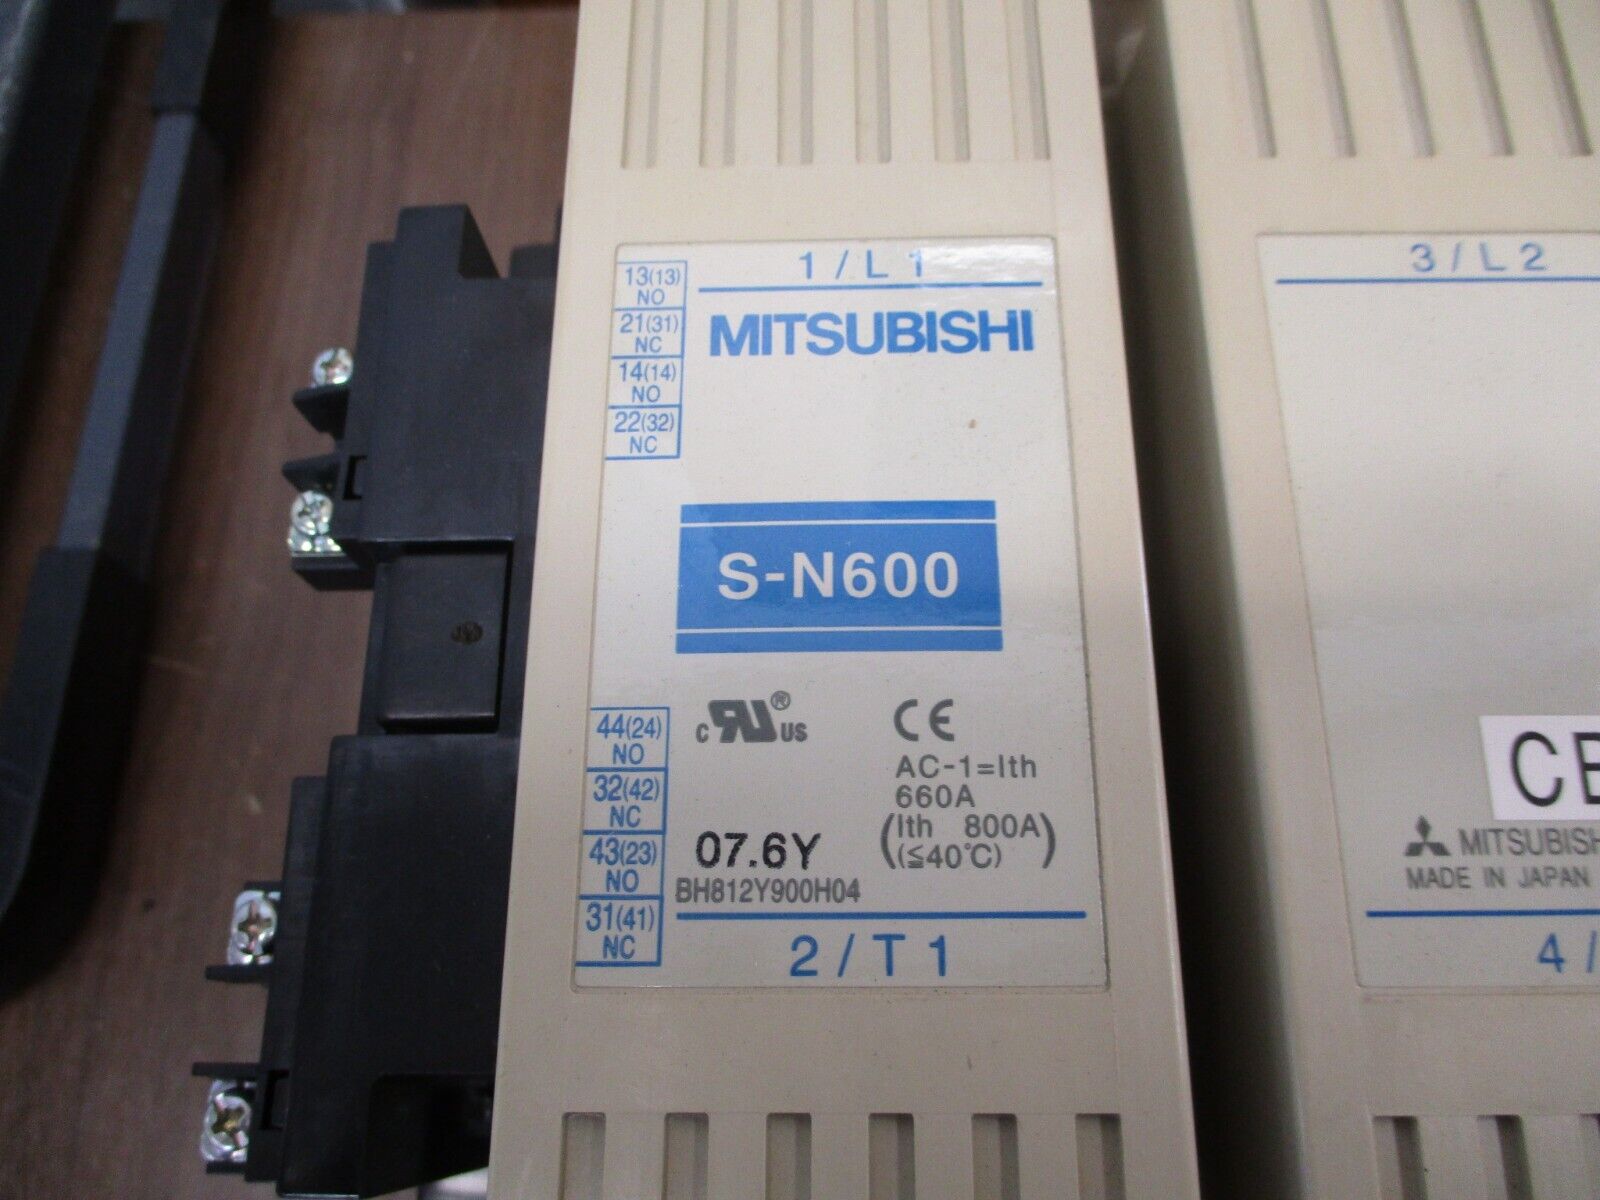 1/L1
13(13)
NO
21(31)
NC
14(14)
NO
22(32)
NC
MITSUBISHI
S-N600
44(24)
NO
32(42)
NC
43(23)
NO
31(41)
NC
c RU ® US
CE
AC-1=Ith
660A
(Ith 800A)
(≦40℃)
07.6Y
BH812Y900H04
2/T1
3/L2
CE
MITSUBISH
MADE IN JAPAN
4/